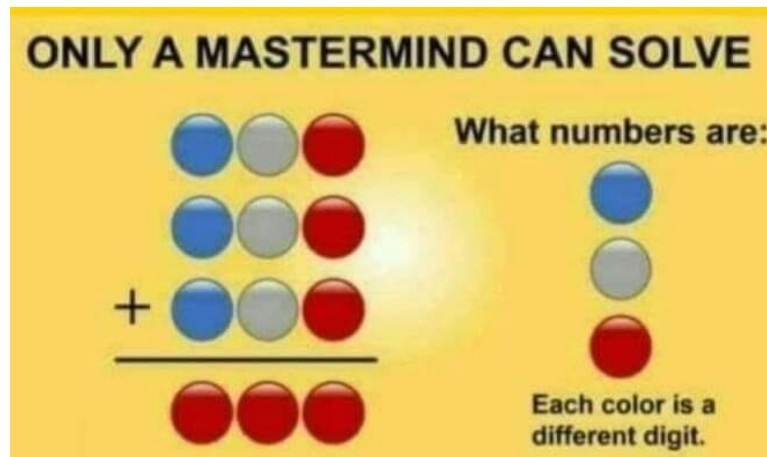 ONLY A MASTERMIND CAN SOLVE
What numbers are:
+
Each color is a
different digit.